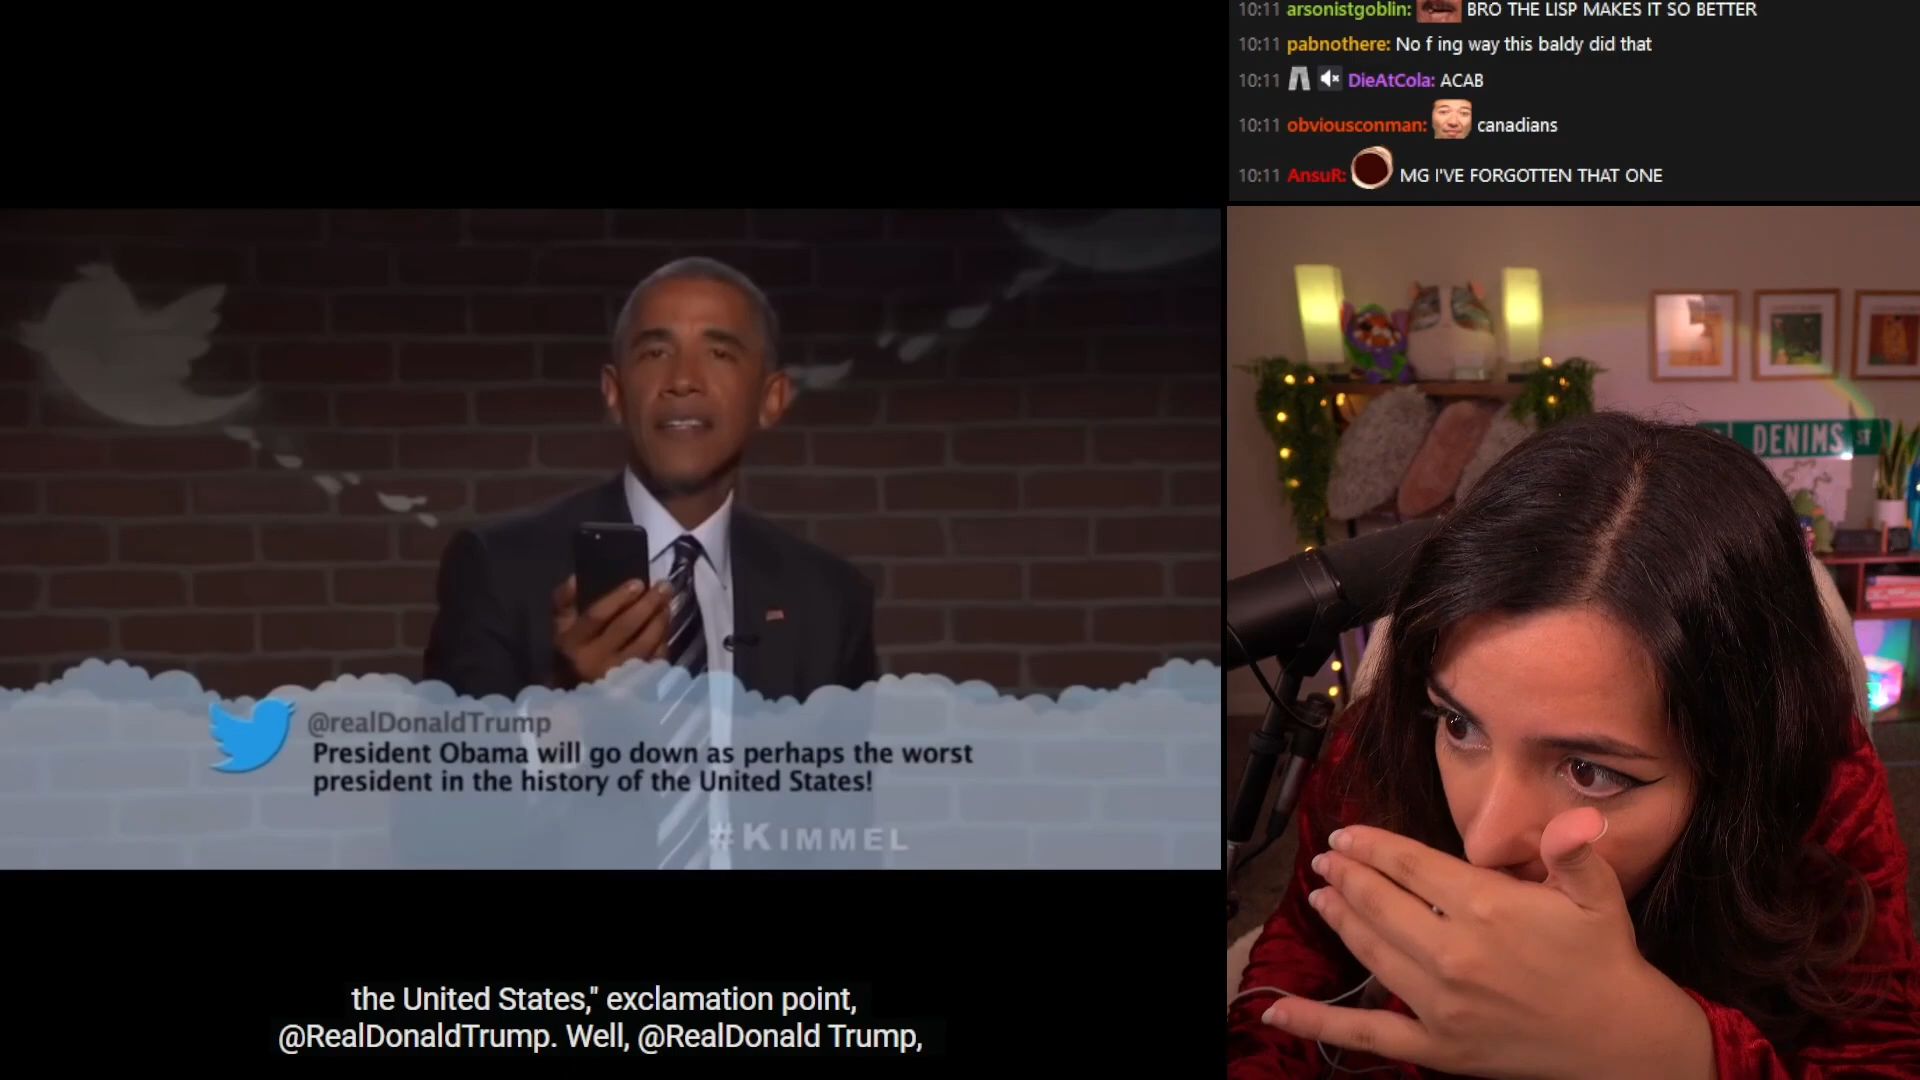 10:11 arsonistgoblin: BRO THE LISP MAKES IT SO BETTER
10:11 pabnothere: No f ing way this baldy did that
10:11 DieAtCola: ACAB
10:11 obviousconman: canadians
10:11 AnsuR: MG I'VE FORGOTTEN THAT ONE
DENIMS ST
@realDonaldTrump
President Obama will go down as perhaps the worst
president in the history of the United States!
#KIMMEL
the United States," exclamation point,
@RealDonaldTrump. Well, @RealDonald Trump,